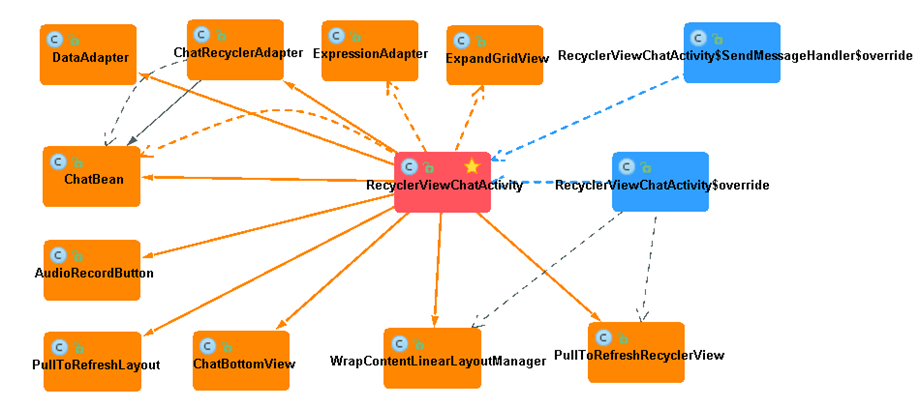 C
DataAdapter
C
ChatRecyclerAdapter
C
ExpressionAdapter
C
ExpandGridView
C
RecyclerViewChatActivity$SendMessageHandler$override
C
ChatBean
C
RecyclerViewChatActivity
C
RecyclerViewChatActivity$override
C
AudioRecordButton
C
PullToRefreshLayout
C
ChatBottomView
C
WrapContentLinearLayoutManager
C
PullToRefreshRecyclerView